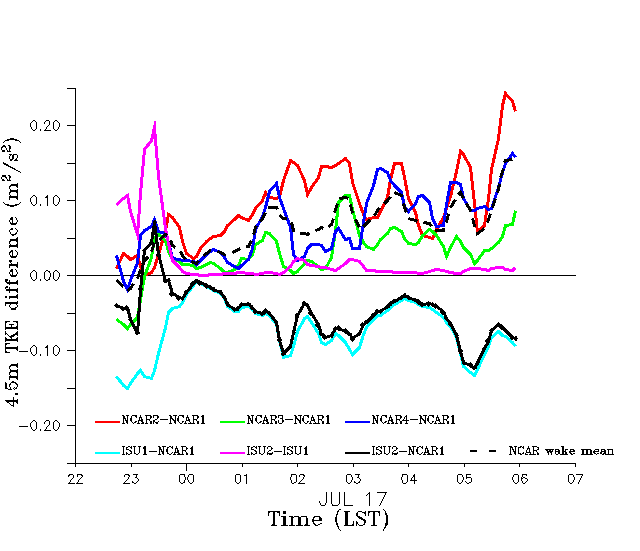 4.5m TKE difference (m²/s²)
0.20
0.10
0.00
−0.10
−0.20
NCAR2−NCAR1 NCAR3−NCAR1 NCAR4−NCAR1
ISU1−NCAR1 ISU2−ISU1 ISU2−NCAR1 NCAR wake mean
22 23 00 01 02 03 04 05 06 07
JUL 17
Time (LST)